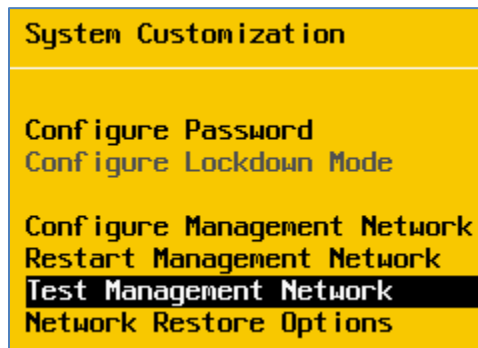 System Customization
Configure Password
Configure Lockdown Mode
Configure Management Network
Restart Management Network
Test Management Network
Network Restore Options